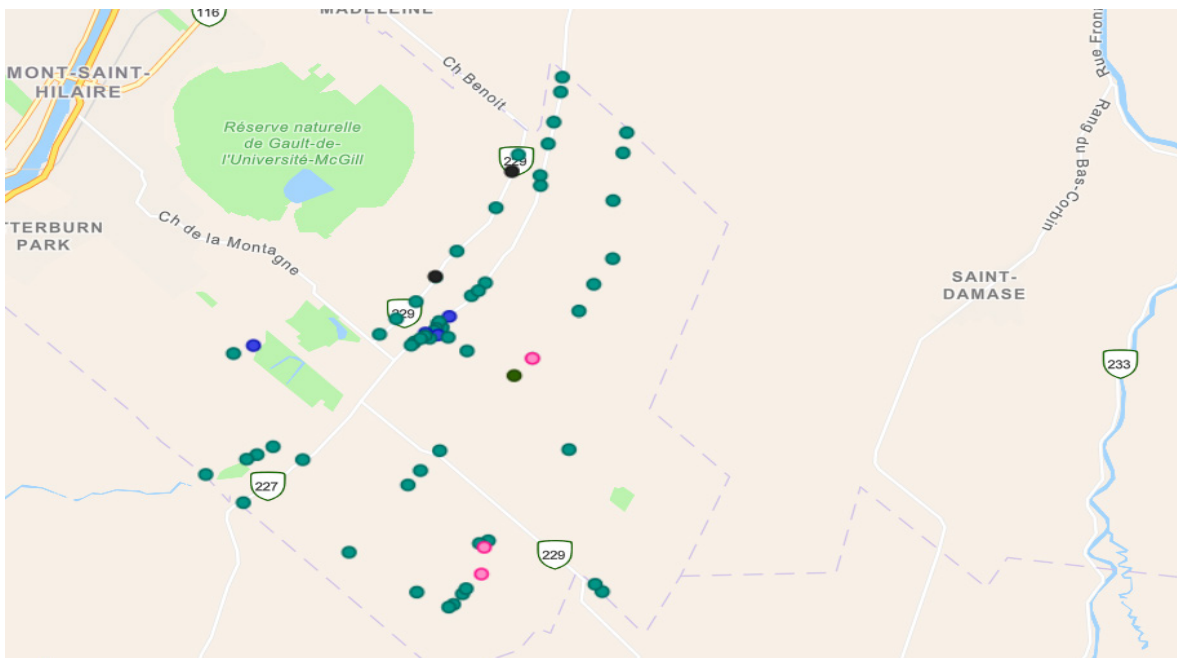 116
MADELEINE
MONT-SAINT-
HILAIRE
Ch Benoit
Rue Fron
Réserve naturelle
de Gault-de-
l'Université-McGill
229
Rang du Bas-Corbin
TTERBURN
PARK
Ch de la Montagne
SAINT-
DAMASE
229
233
227
229